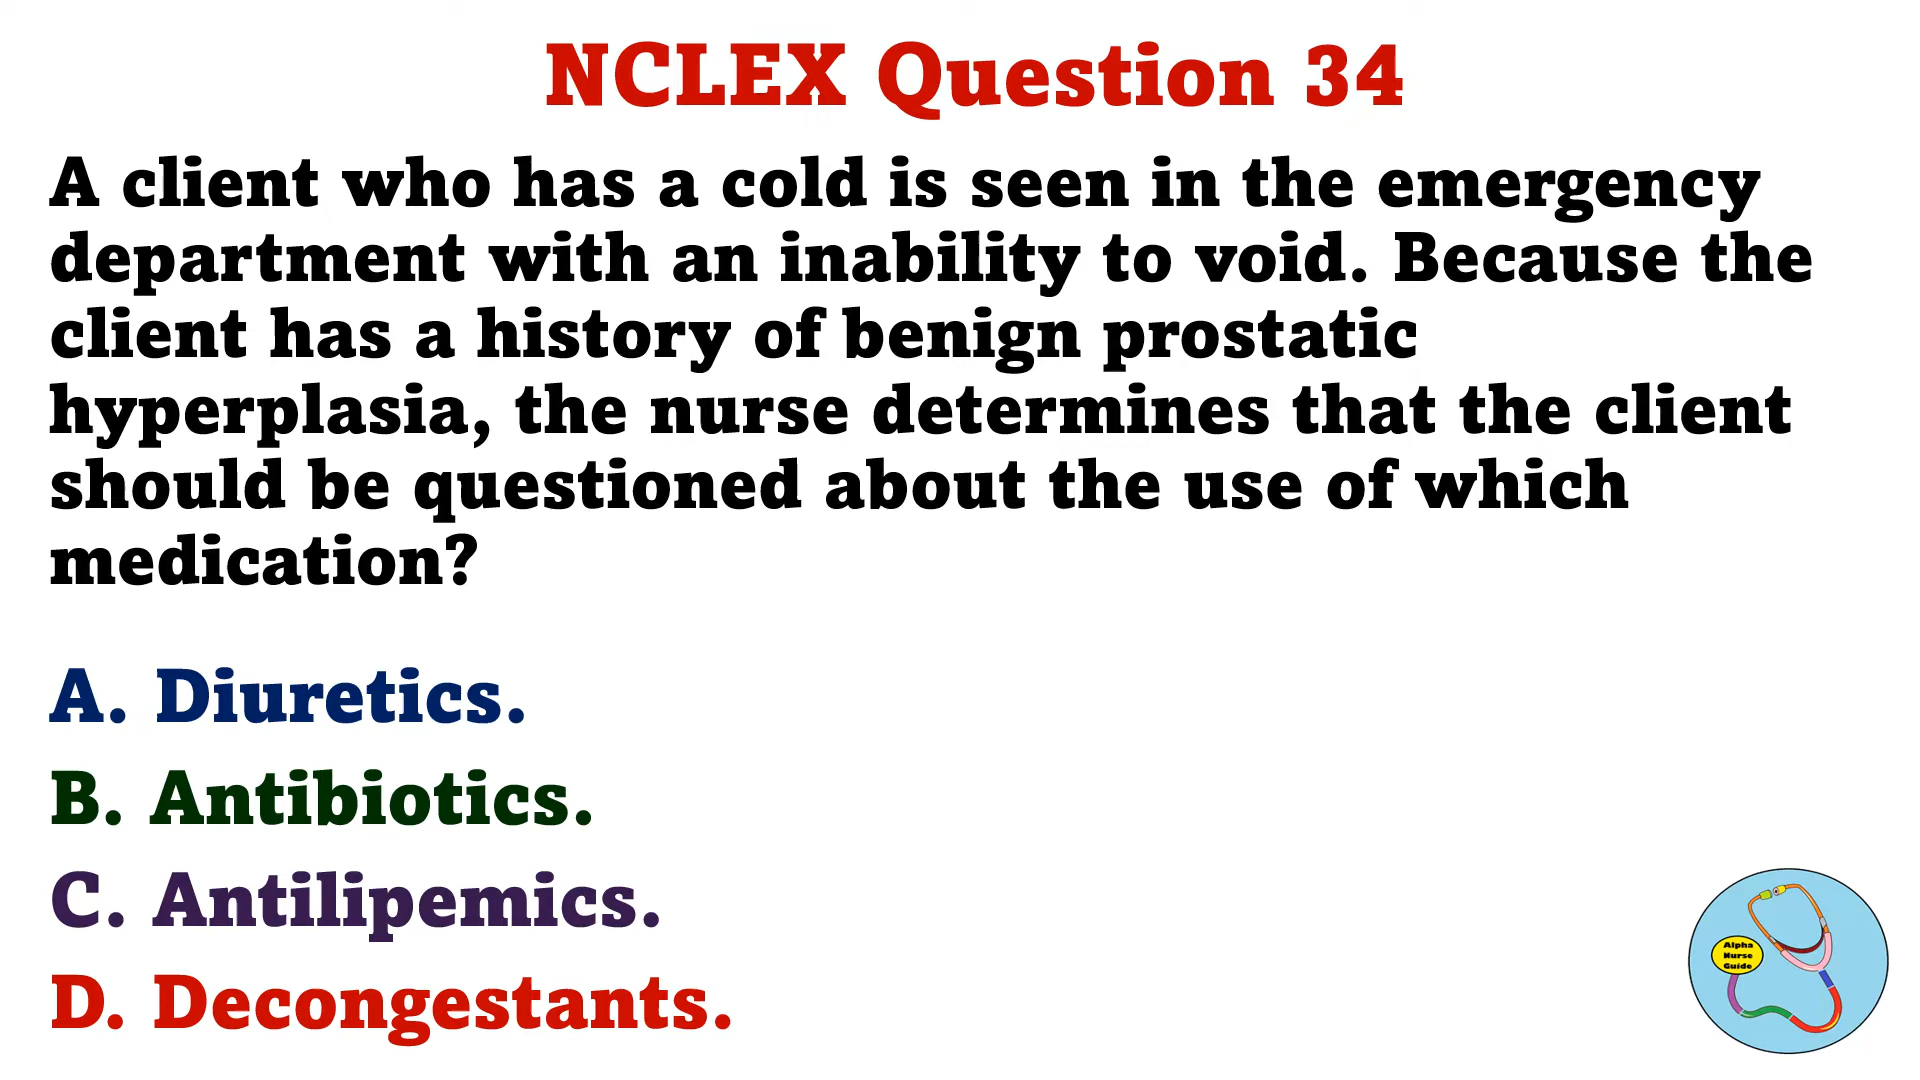 NCLEX Question 34
A client who has a cold is seen in the emergency
department with an inability to void. Because the
client has a history of benign prostatic
hyperplasia, the nurse determines that the client
should be questioned about the use of which
medication?
A. Diuretics.
B. Antibiotics.
C. Antilipemics.
D. Decongestants.
Alpha
Nurse
Guide